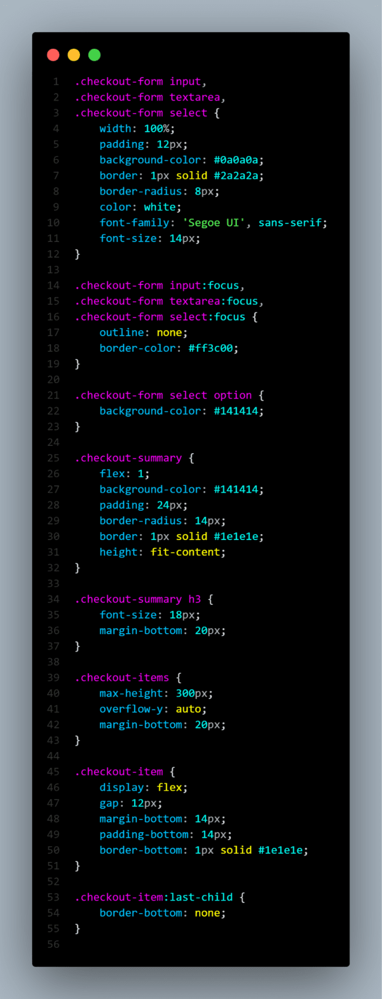 1 .checkout-form input,
2 .checkout-form textarea,
3 .checkout-form select {
4     width: 100%;
5     padding: 12px;
6     background-color: #0a0a0a;
7     border: 1px solid #2a2a2a;
8     border-radius: 8px;
9     color: white;
10     font-family: 'Segoe UI', sans-serif;
11     font-size: 14px;
12 }
13
14 .checkout-form input:focus,
15 .checkout-form textarea:focus,
16 .checkout-form select:focus {
17     outline: none;
18     border-color: #ff3c00;
19 }
20
21 .checkout-form select option {
22     background-color: #141414;
23 }
24
25 .checkout-summary {
26     flex: 1;
27     background-color: #141414;
28     padding: 24px;
29     border-radius: 14px;
30     border: 1px solid #1e1e1e;
31     height: fit-content;
32 }
33
34 .checkout-summary h3 {
35     font-size: 18px;
36     margin-bottom: 20px;
37 }
38
39 .checkout-items {
40     max-height: 300px;
41     overflow-y: auto;
42     margin-bottom: 20px;
43 }
44
45 .checkout-item {
46     display: flex;
47     gap: 12px;
48     margin-bottom: 14px;
49     padding-bottom: 14px;
50     border-bottom: 1px solid #1e1e1e;
51 }
52
53 .checkout-item:last-child {
54     border-bottom: none;
55 }
56